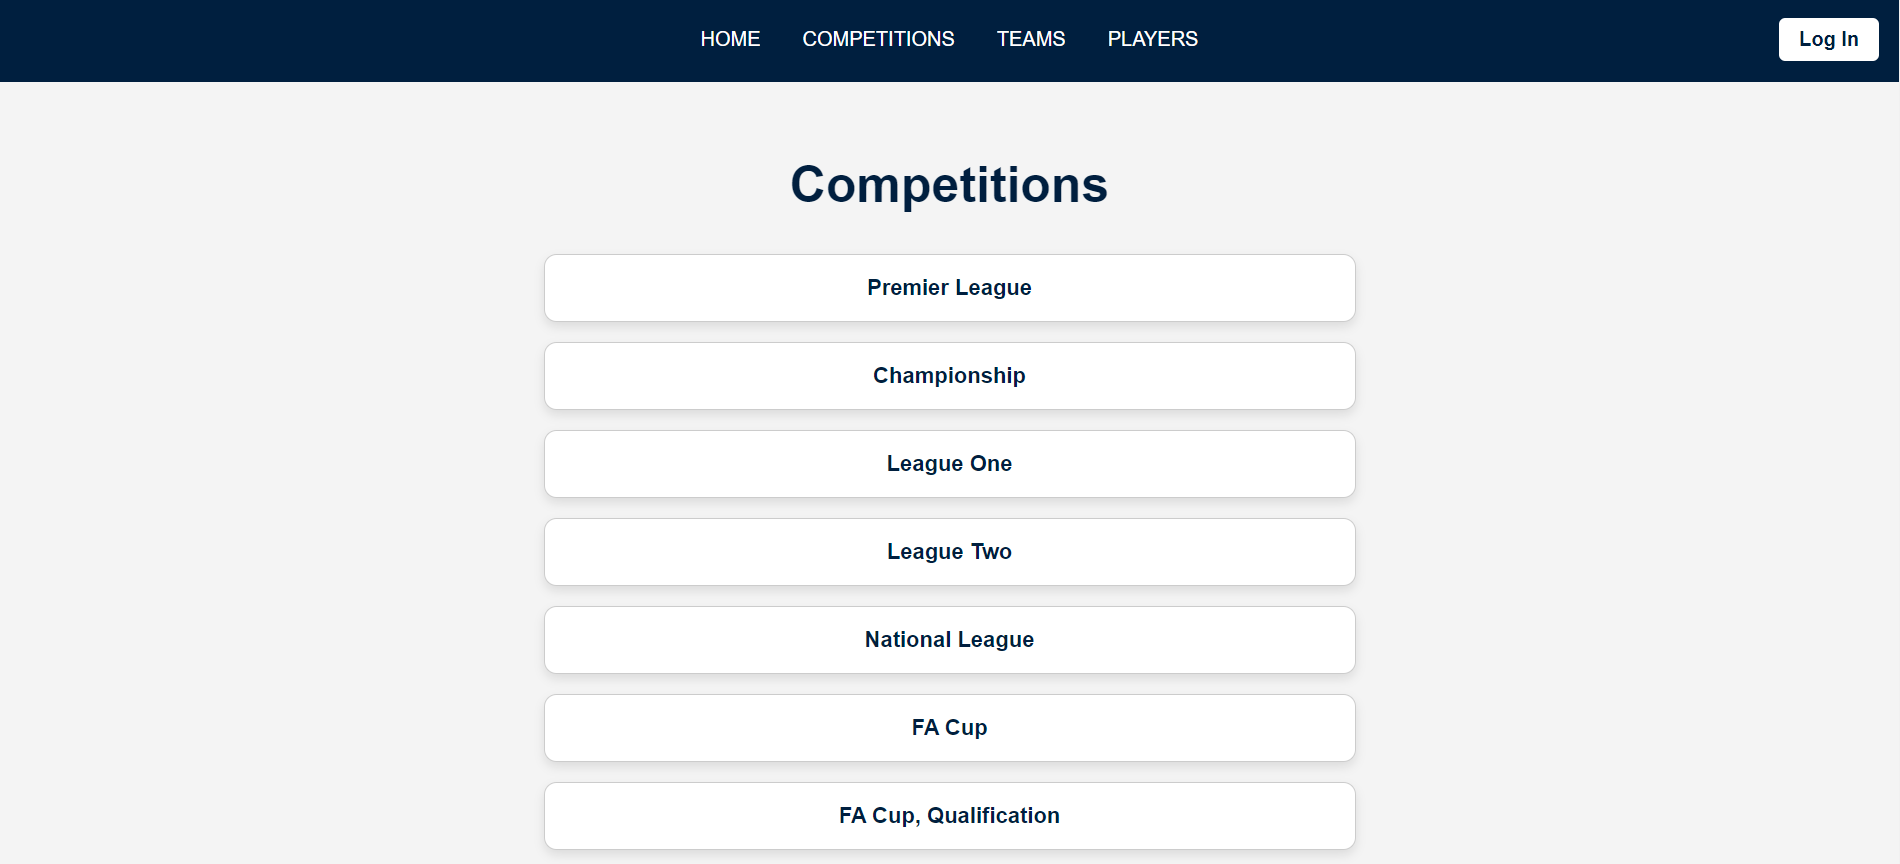 HOME COMPETITIONS TEAMS PLAYERS Log In
Competitions
Premier League
Championship
League One
League Two
National League
FA Cup
FA Cup, Qualification